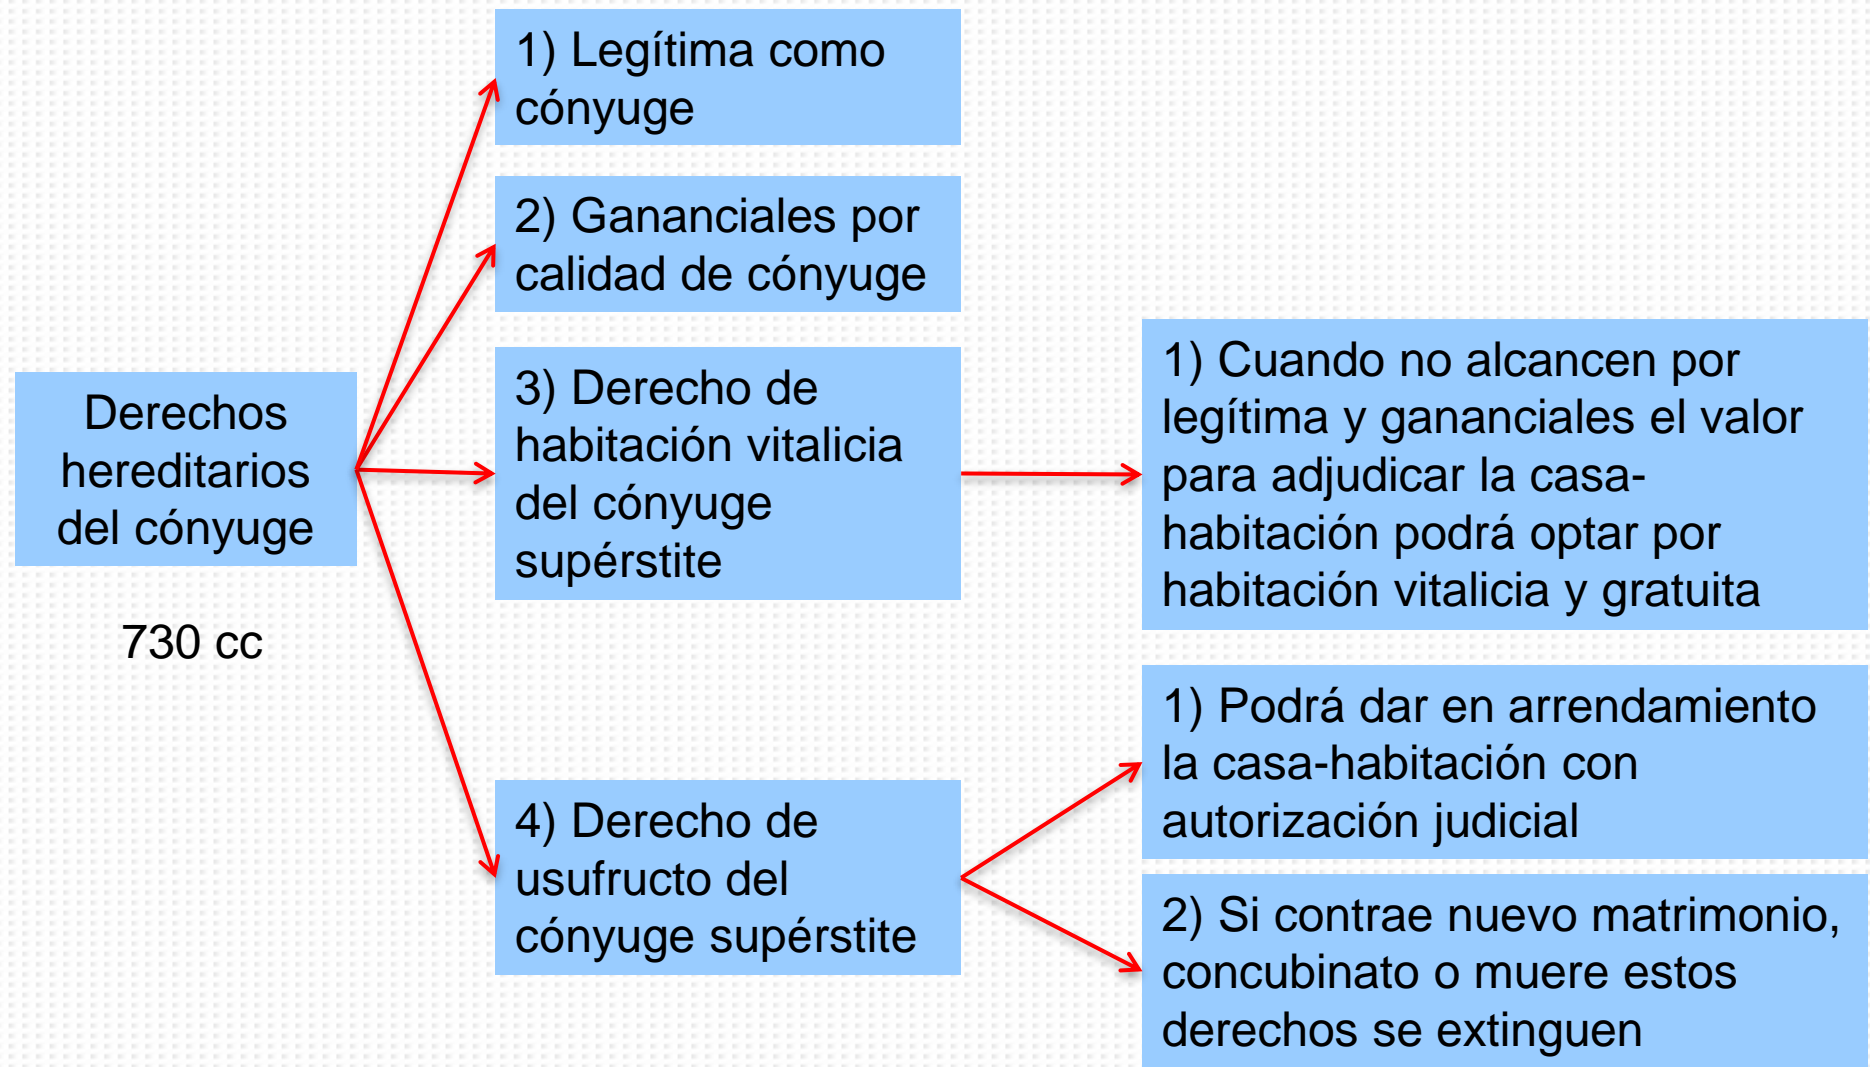 Derechos
hereditarios
del cónyuge
730 cc
1) Legítima como
cónyuge
2) Gananciales por
calidad de cónyuge
3) Derecho de
habitación vitalicia
del cónyuge
supérstite
1) Cuando no alcancen por
legítima y gananciales el valor
para adjudicar la casa-
habitación podrá optar por
habitación vitalicia y gratuita
4) Derecho de
usufructo del
cónyuge supérstite
1) Podrá dar en arrendamiento
la casa-habitación con
autorización judicial
2) Si contrae nuevo matrimonio,
concubinato o muere estos
derechos se extinguen